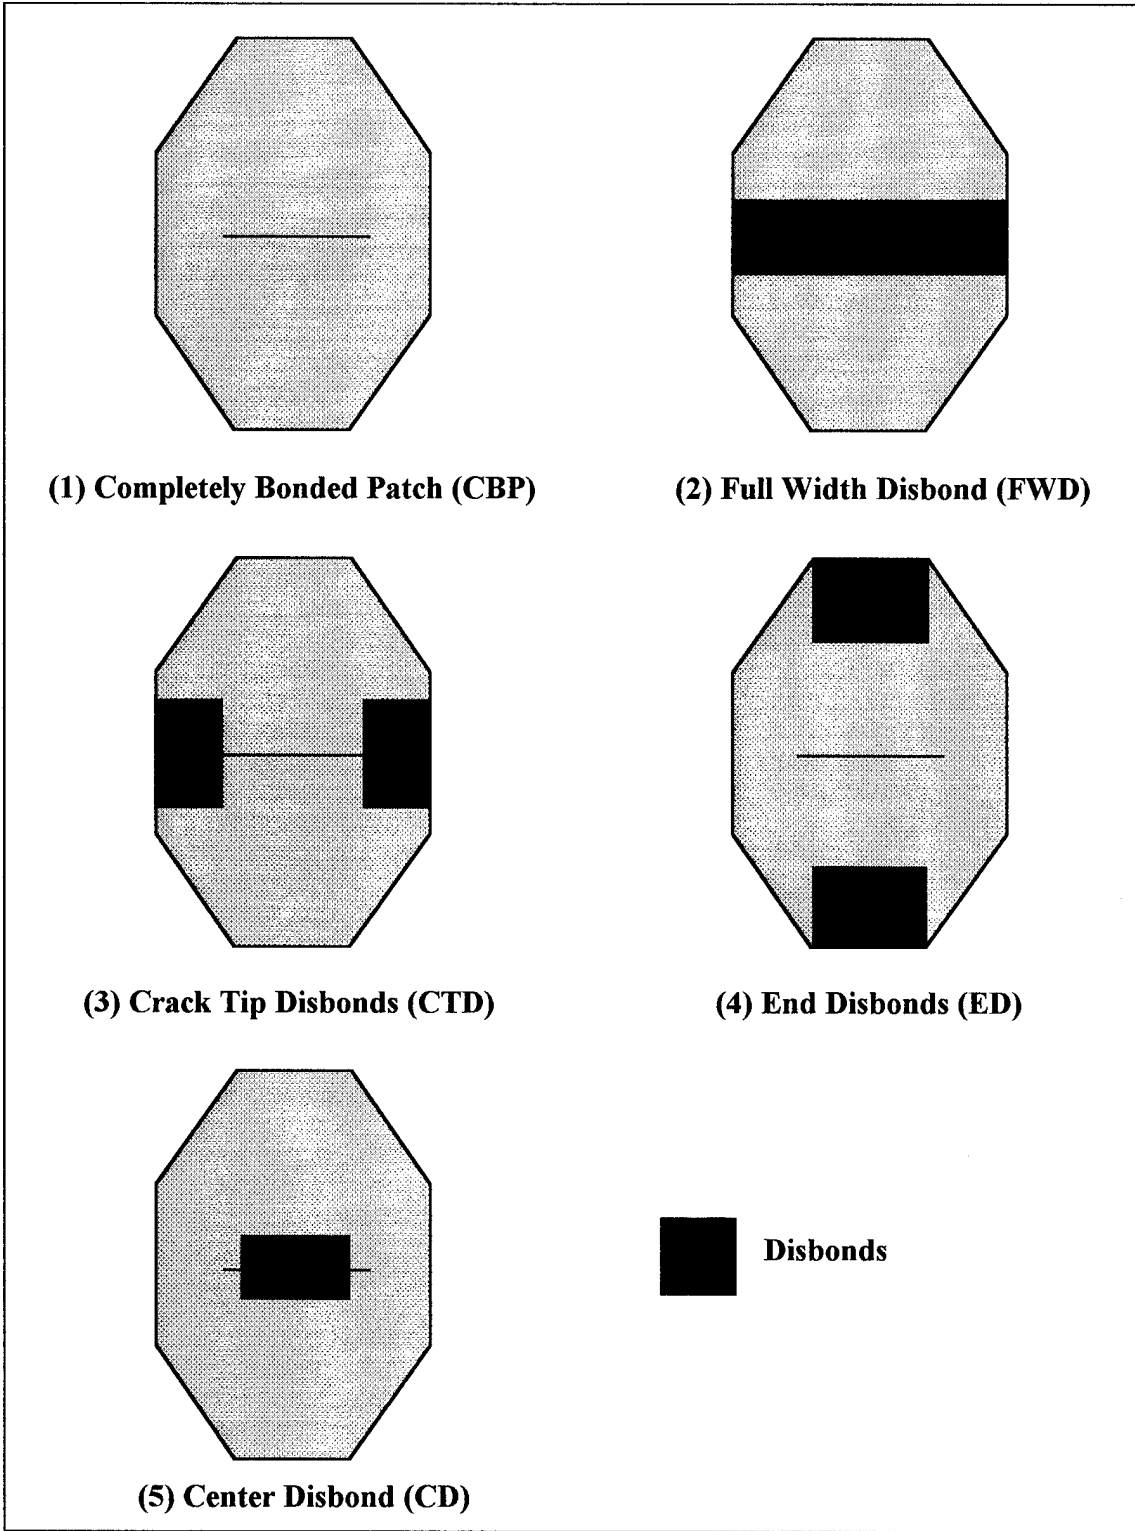 (1) Completely Bonded Patch (CBP)
(2) Full Width Disbond (FWD)
(3) Crack Tip Disbonds (CTD)
(4) End Disbonds (ED)
Disbonds
(5) Center Disbond (CD)